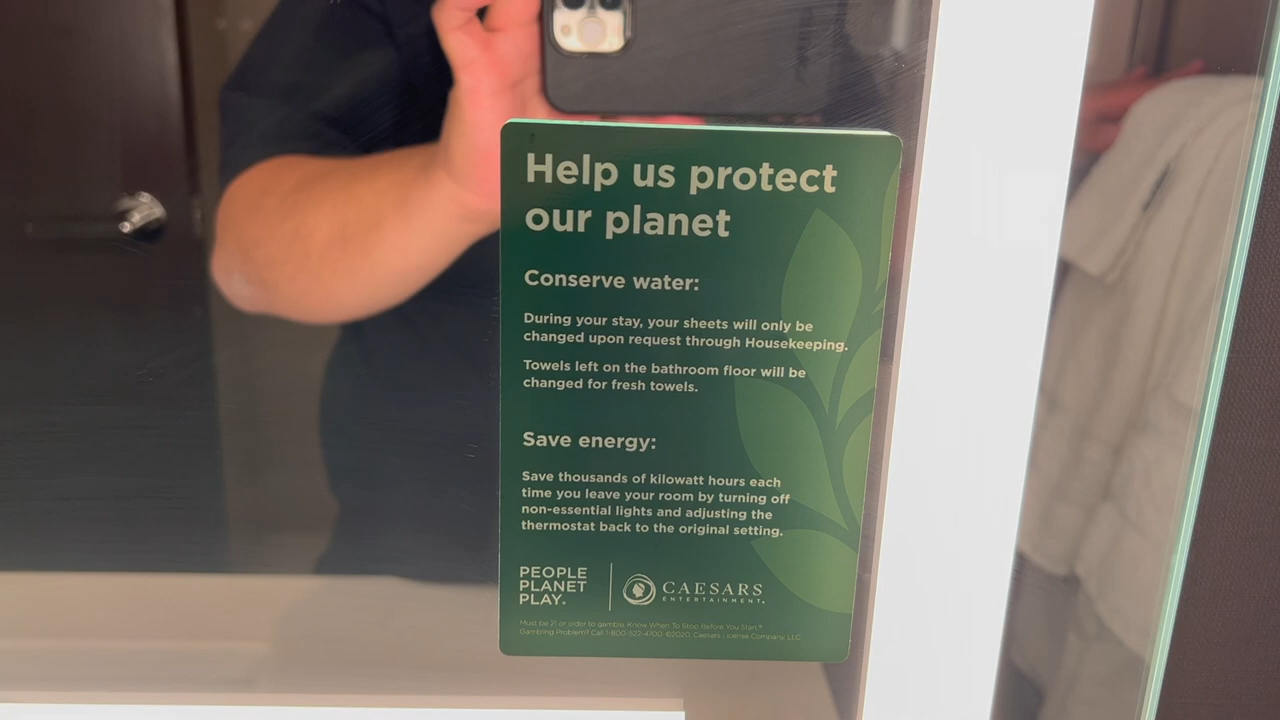 Help us protect
our planet
Conserve water:
During your stay, your sheets will only be
changed upon request through Housekeeping.
Towels left on the bathroom floor will be
changed for fresh towels.
Save energy:
Save thousands of kilowatt hours each
time you leave your room by turning off
non-essential lights and adjusting the
thermostat back to the original setting.
PEOPLE
PLANET
PLAY.
CAESARS
ENTERTAINMENT.
Must be 21 or older to gamble. Know When To Stop Before You Start.®
Gambling Problem? Call 1-800-522-4700 ©2020, Caesars License Company, LLC